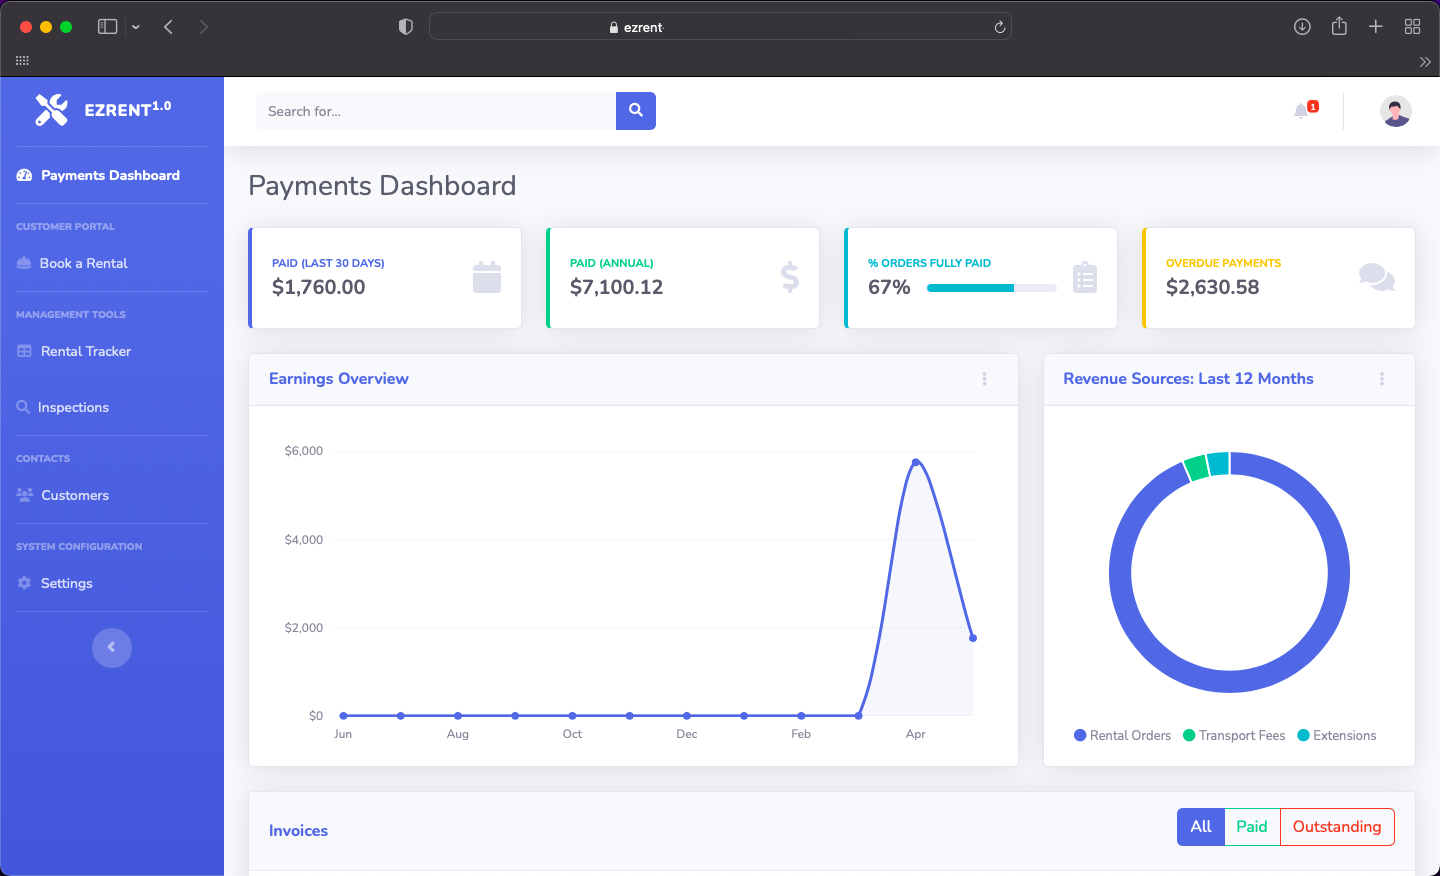 ezrent
EZRENT1.0
Search for...
1
Payments Dashboard
CUSTOMER PORTAL
Book a Rental
MANAGEMENT TOOLS
Rental Tracker
Inspections
CONTACTS
Customers
SYSTEM CONFIGURATION
Settings
Payments Dashboard
PAID (LAST 30 DAYS)
$1,760.00
PAID (ANNUAL)
$7,100.12
% ORDERS FULLY PAID
67%
OVERDUE PAYMENTS
$2,630.58
Earnings Overview
$6,000
$4,000
$2,000
$0
Jun Aug Oct Dec Feb Apr
Revenue Sources: Last 12 Months
Rental Orders Transport Fees Extensions
Invoices
All Paid Outstanding